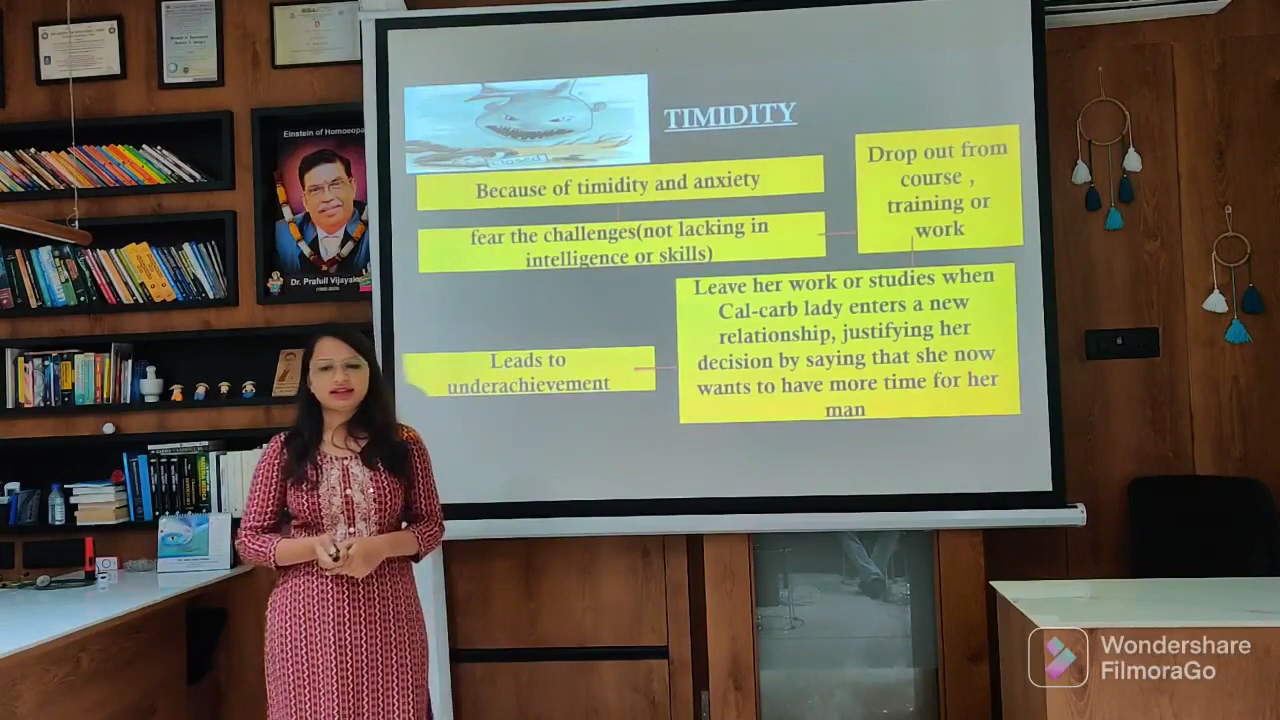 TIMIDITY
closed
Because of timidity and anxiety
fear the challenges(not lacking in
intelligence or skills)
Drop out from
course ,
training or
work
Leave her work or studies when
Cal-carb lady enters a new
relationship, justifying her
decision by saying that she now
wants to have more time for her
man
Leads to
underachievement
Einstein of Homoeopa
Dr. Prafull Vijayak
Wondershare
FilmoraGo